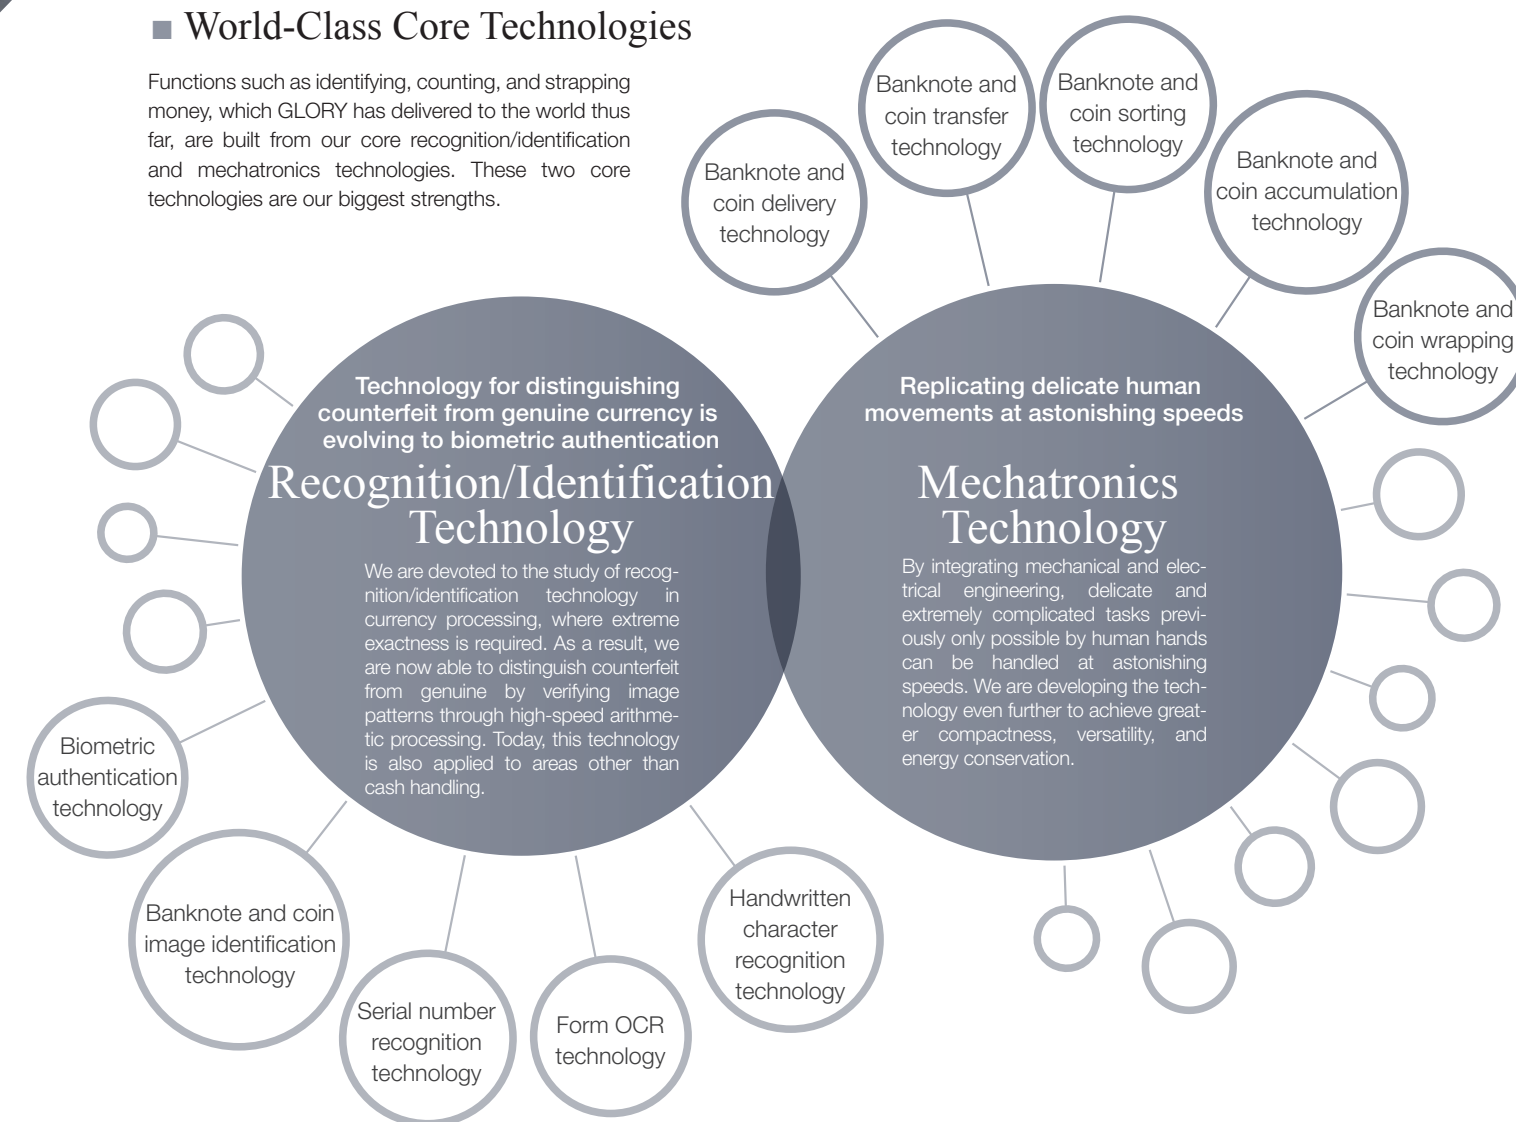 ■ World-Class Core Technologies
Functions such as identifying, counting, and strapping
money, which GLORY has delivered to the world thus
far, are built from our core recognition/identification
and mechatronics technologies. These two core
technologies are our biggest strengths.
Banknote and
coin delivery
technology
Banknote and
coin transfer
technology
Banknote and
coin sorting
technology
Banknote and
coin accumulation
technology
Banknote and
coin wrapping
technology
Technology for distinguishing
counterfeit from genuine currency is
evolving to biometric authentication
Recognition/Identification
Technology
We are devoted to the study of recog-
nition/identification technology in
currency processing, where extreme
exactness is required. As a result, we
are now able to distinguish counterfeit
from genuine by verifying image
patterns through high-speed arithme-
tic processing. Today, this technology
is also applied to areas other than
cash handling.
Replicating delicate human
movements at astonishing speeds
Mechatronics
Technology
By integrating mechanical and elec-
trical engineering, delicate and
extremely complicated tasks previ-
ously only possible by human hands
can be handled at astonishing
speeds. We are developing the tech-
nology even further to achieve great-
er compactness, versatility, and
energy conservation.
Biometric
authentication
technology
Banknote and coin
image identification
technology
Serial number
recognition
technology
Form OCR
technology
Handwritten
character
recognition
technology